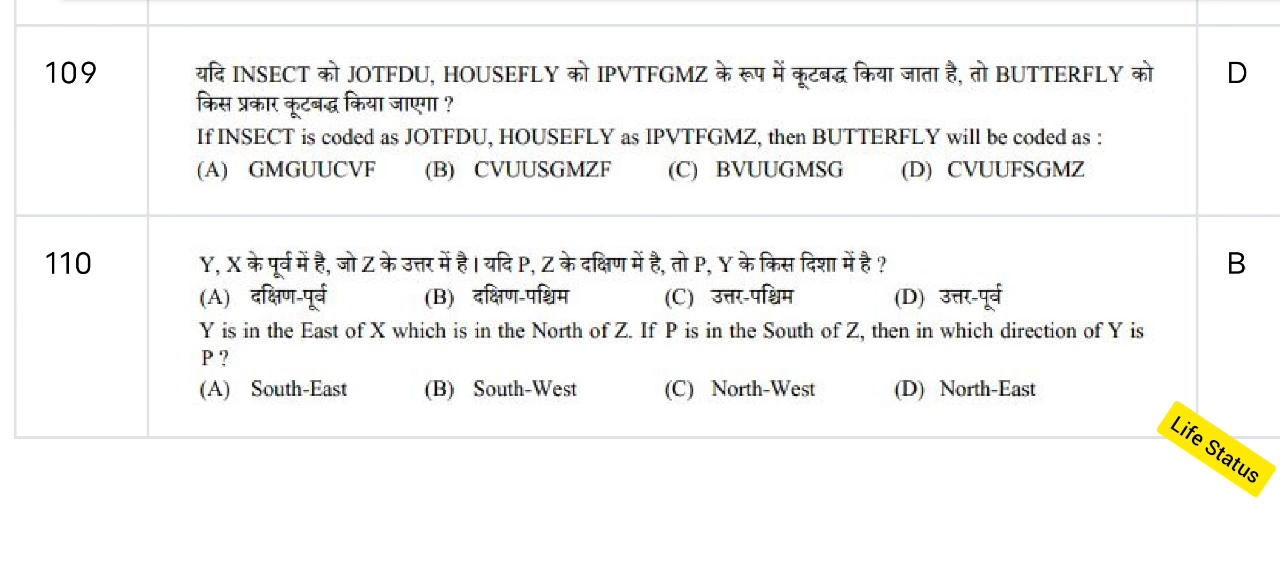 109
यदि INSECT को JOTFDU, HOUSEFLY को IPVTFGMZ के रूप में कूटबद्ध किया जाता है, तो BUTTERFLY को
किस प्रकार कूटबद्ध किया जाएगा ?
If INSECT is coded as JOTFDU, HOUSEFLY as IPVTFGMZ, then BUTTERFLY will be coded as :
(A) GMGUUCVF (B) CVUUSGMZF (C) BVUUGMSG (D) CVUUFSGMZ
D
110
Y, X के पूर्व में है, जो Z के उत्तर में है। यदि P, Z के दक्षिण में है, तो P, Y के किस दिशा में है ?
(A) दक्षिण-पूर्व (B) दक्षिण-पश्चिम (C) उत्तर-पश्चिम (D) उत्तर-पूर्व
Y is in the East of X which is in the North of Z. If P is in the South of Z, then in which direction of Y is
P ?
(A) South-East (B) South-West (C) North-West (D) North-East
B
Life Status